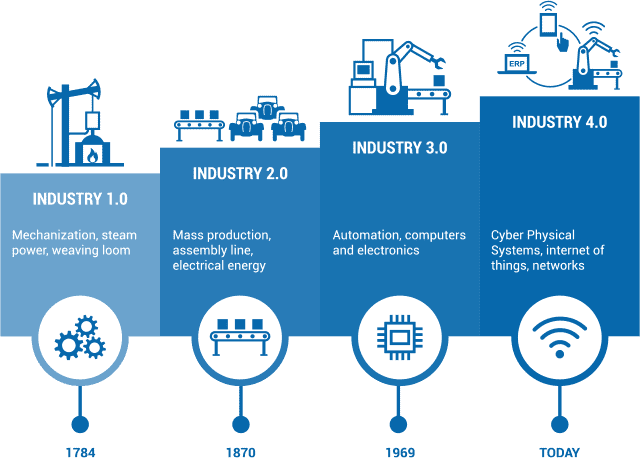 ERP
INDUSTRY 1.0
Mechanization, steam
power, weaving loom
1784
INDUSTRY 2.0
Mass production,
assembly line,
electrical energy
1870
INDUSTRY 3.0
Automation, computers
and electronics
1969
INDUSTRY 4.0
Cyber Physical
Systems, internet of
things, networks
TODAY